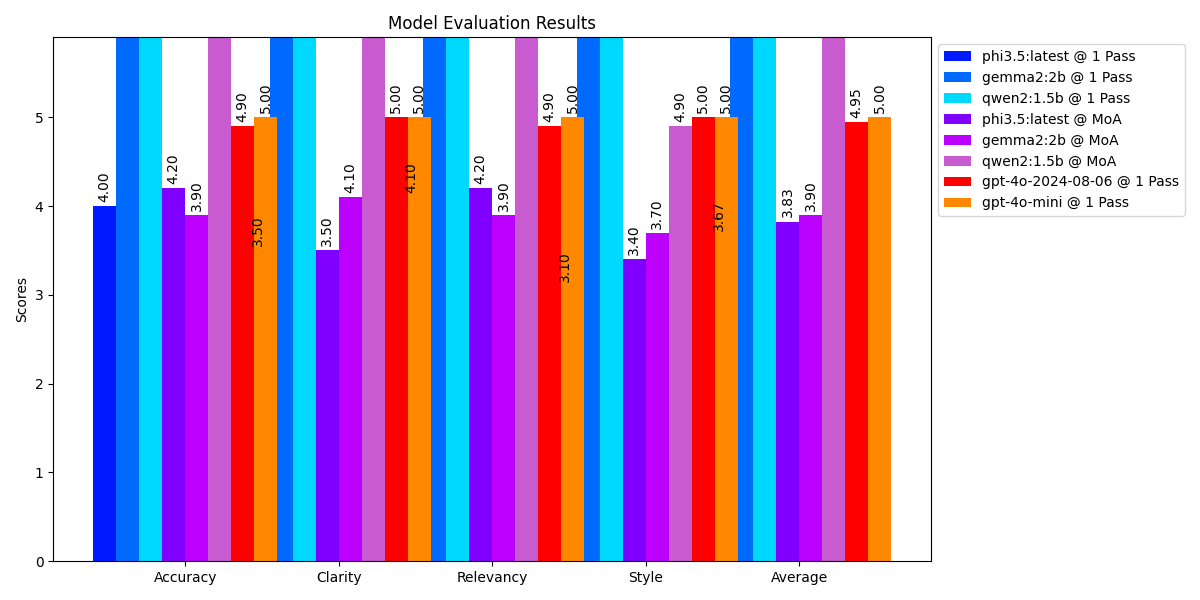 Model Evaluation Results
Scores
5
4
3
2
1
0
4.00
4.20
3.90
4.90
5.00
3.50
3.50
4.10
5.00
5.00
4.10
4.20
3.90
4.90
5.00
3.10
3.40
3.70
4.90
5.00
5.00
3.67
3.83
3.90
4.95
5.00
Accuracy
Clarity
Relevancy
Style
Average
phi3.5:latest @ 1 Pass
gemma2:2b @ 1 Pass
qwen2:1.5b @ 1 Pass
phi3.5:latest @ MoA
gemma2:2b @ MoA
qwen2:1.5b @ MoA
gpt-4o-2024-08-06 @ 1 Pass
gpt-4o-mini @ 1 Pass